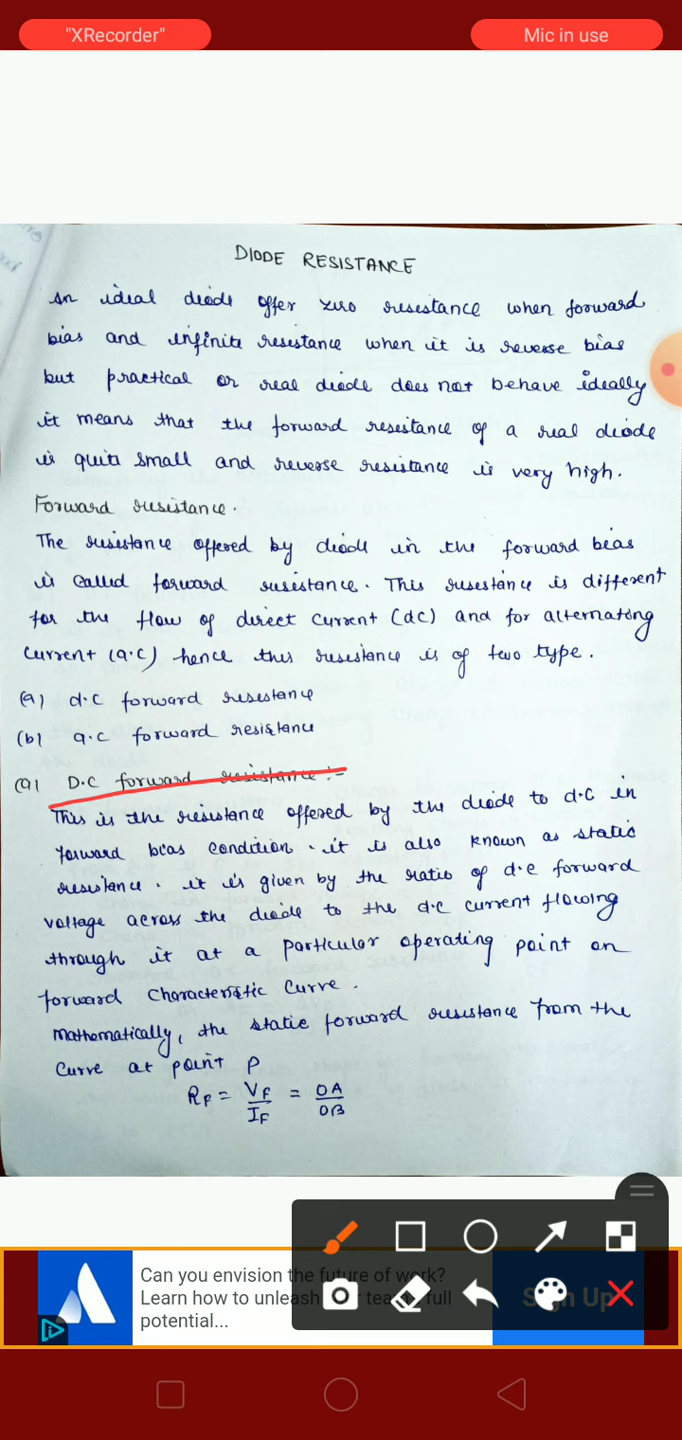 "XRecorder"
Mic in use
DIODE RESISTANCE
An ideal diode offer zero resistance when forward
bias and infinite resistance when it is reverse bias
but practical or real diode does not behave ideally
it means that the forward resistance of a real diode
is quite small and reverse resistance is very high.
Forward resistance.
The resistance offered by diode in the forward bias
is called forward resistance. This resistance is different
for the flow of direct current (dc) and for alternating
current (a.c) hence this resistance is of two type.
(a) d.c forward resistance
(b) a.c forward resistance
(a) D.C forward resistance :-
This is the resistance offered by the diode to d.c in
forward bias condition. it is also known as static
resistance. it is given by the ratio of d.c forward
voltage across the diode to the d.c current flowing
through it at a particular operating point on
forward characteristic curve.
mathematically, the static forward resistance from the
curve at point P
RF = VF/IF = OA/OB
Can you envision the future of work?
Learn how to unleash your team's full
potential...
Sign Up